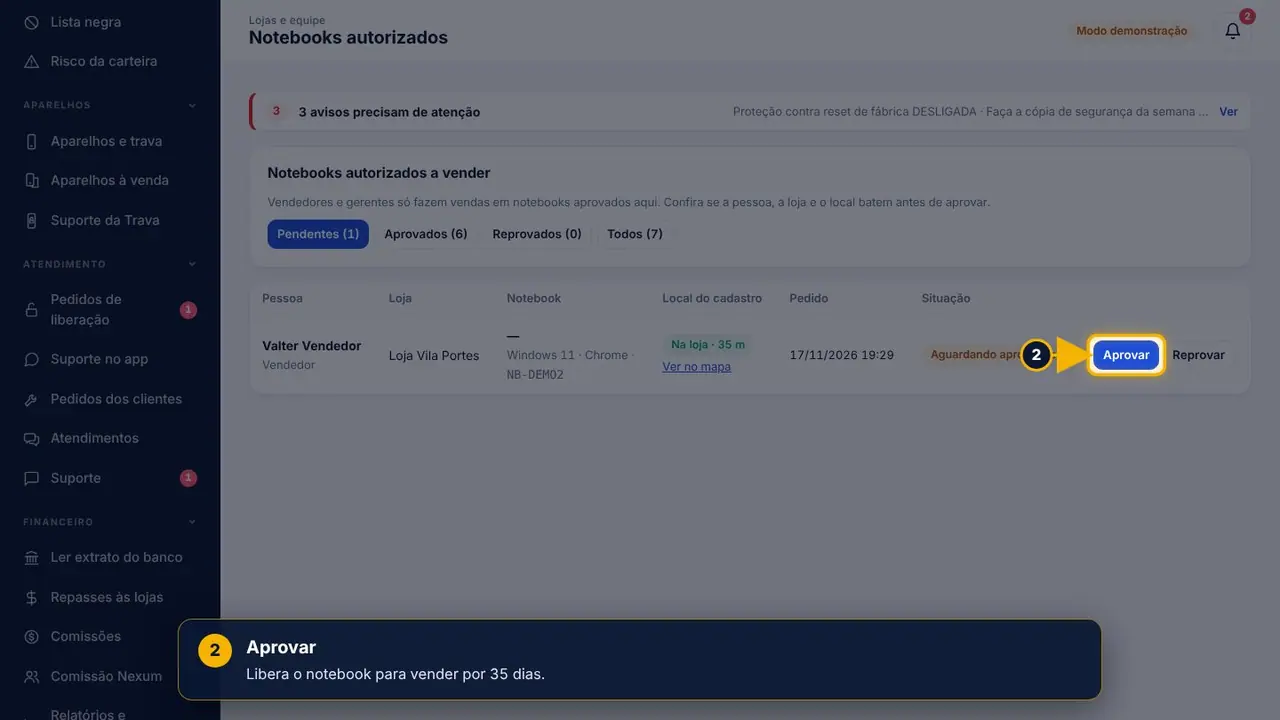 Lista negra
Risco da carteira
APARELHOS
Aparelhos e trava
Aparelhos à venda
Suporte da Trava
ATENDIMENTO
Pedidos de
liberação
1
Suporte no app
Pedidos dos clientes
Atendimentos
Suporte
1
FINANCEIRO
Ler extrato do banco
Repasses às lojas
Comissões
Comissão Nexum
Relatórios e
Lojas e equipe
Notebooks autorizados
Modo demonstração
2
3
3 avisos precisam de atenção
Proteção contra reset de fábrica DESLIGADA · Faça a cópia de segurança da semana ...
Ver
Notebooks autorizados a vender
Vendedores e gerentes só fazem vendas em notebooks aprovados aqui. Confira se a pessoa, a loja e o local batem antes de aprovar.
Pendentes (1)
Aprovados (6)
Reprovados (0)
Todos (7)
Pessoa
Loja
Notebook
Local do cadastro
Pedido
Situação
Valter Vendedor
Vendedor
Loja Vila Portes
—
Windows 11 · Chrome ·
NB-DEMO2
Na loja · 35 m
Ver no mapa
17/11/2026 19:29
Aguardando apro
2
Aprovar
Reprovar
2
Aprovar
Libera o notebook para vender por 35 dias.